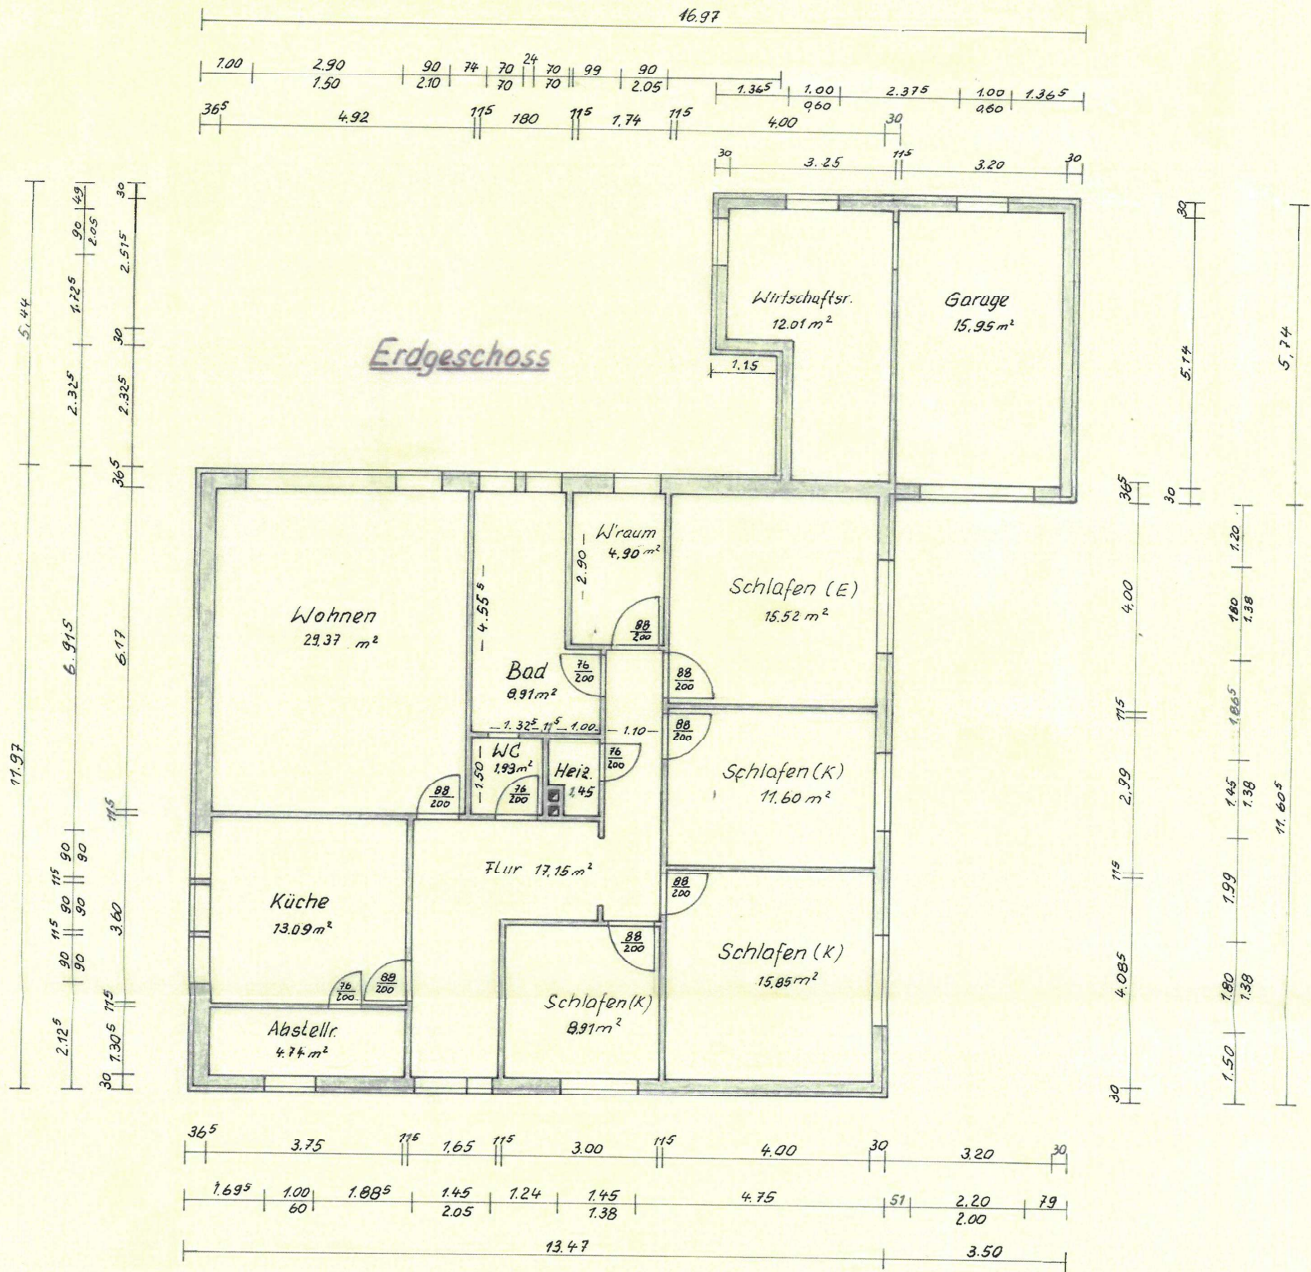 16.97
1.00 2.90 90 74 70 24 70 99 90
1.50 2.10 70 70 2.05
1.36⁵ 1.00 2.375 1.00 1.36⁵
0,60 0,60
36⁵ 4.92 11⁵ 180 11⁵ 1,74 11⁵ 4,00 30
30 3.25 11⁵ 3.20 30
5,44
49
90
2.05
1.72⁵
2.32⁵
30
2.51⁵
30
2.325
36⁵
Erdgeschoss
Wirtschaftsr.
12.01 m²
Garage
15,95 m²
1.15
30
5,14
30
5,74
11.97
6.91⁵
6.17
11⁵
Wohnen
29,37 m²
4.55⁵
Bad
8.91 m²
76
200
W'raum
4,90 m²
2.90
88
200
Schlafen (E)
15.52 m²
88
200
1.32⁵ 11⁵ 1.00 1.10
WC
1,93 m²
1.50
76
200
Heiz.
1,45
76
200
88
200
88
200
Schlafen (K)
11.60 m²
Flur 17,15 m²
Küche
13.09 m²
76
200
88
200
Abstellr.
4.74 m²
88
200
Schlafen (K)
8.91 m²
88
200
Schlafen (K)
15,85 m²
90
90
11⁵
90
90
11⁵
90
90
2.12⁵
3.60
11⁵
1.30⁵
30
36⁵
4,00
11⁵
2,99
11⁵
4.085
30
1.20
180
1.38
1.86⁵
1.45
1.38
1.99
1.80
1.38
1.50
11.60⁵
36⁵ 3.75 11⁵ 1,65 11⁵ 3.00 11⁵ 4.00 30 3.20 30
1.69⁵ 1.00 1.88⁵ 1.45 1.24 1.45 4.75 51 2.20 79
60 2.05 1.38 2.00
13.47 3.50